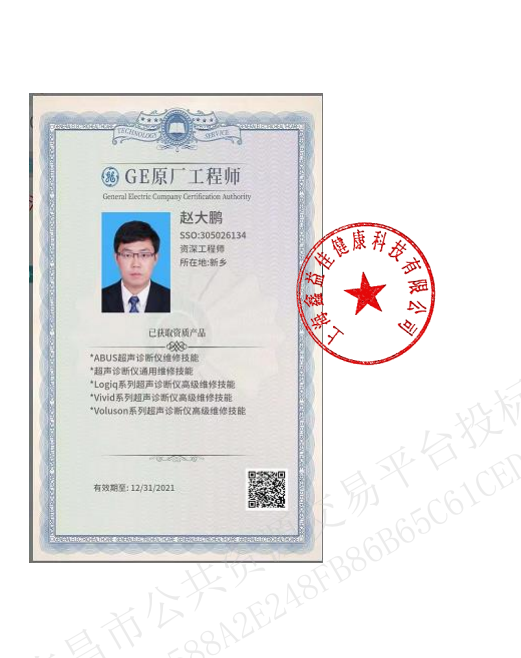 TECHNOLOGY SERVICE
GE原厂工程师
General Electric Company Certification Authority
赵大鹏
SSO:305026134
资深工程师
所在地:新乡
已获取资质产品
*ABUS超声诊断仪维修技能
*超声诊断仪通用维修技能
*Logiq系列超声诊断仪高级维修技能
*Vivid系列超声诊断仪高级维修技能
*Voluson系列超声诊断仪高级维修技能
有效期至: 12/31/2021
上海鑫益佳健康科技有限公司
昌市公共资源交易平台投标
588A2E248FB86B65C61CED